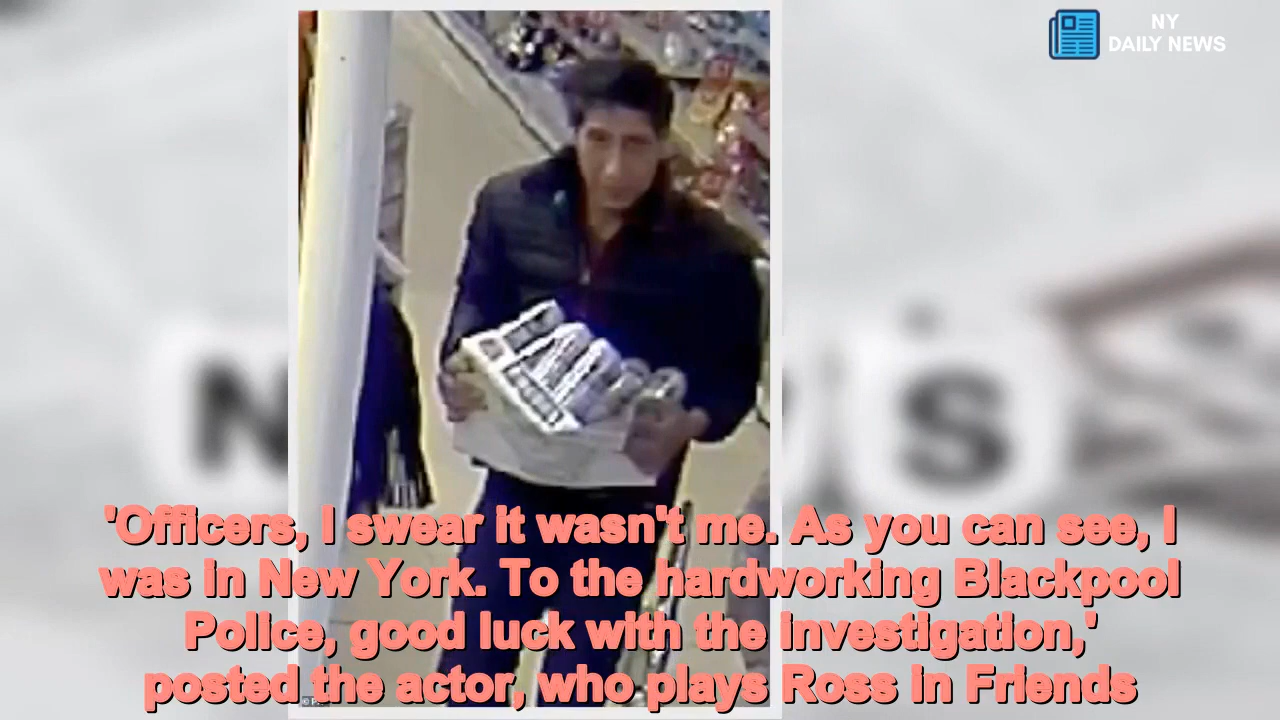 NY
DAILY NEWS
N S
'Officers, I swear it wasn't me. As you can see, I
was in New York. To the hardworking Blackpool
Police, good luck with the investigation,'
posted the actor, who plays Ross in Friends